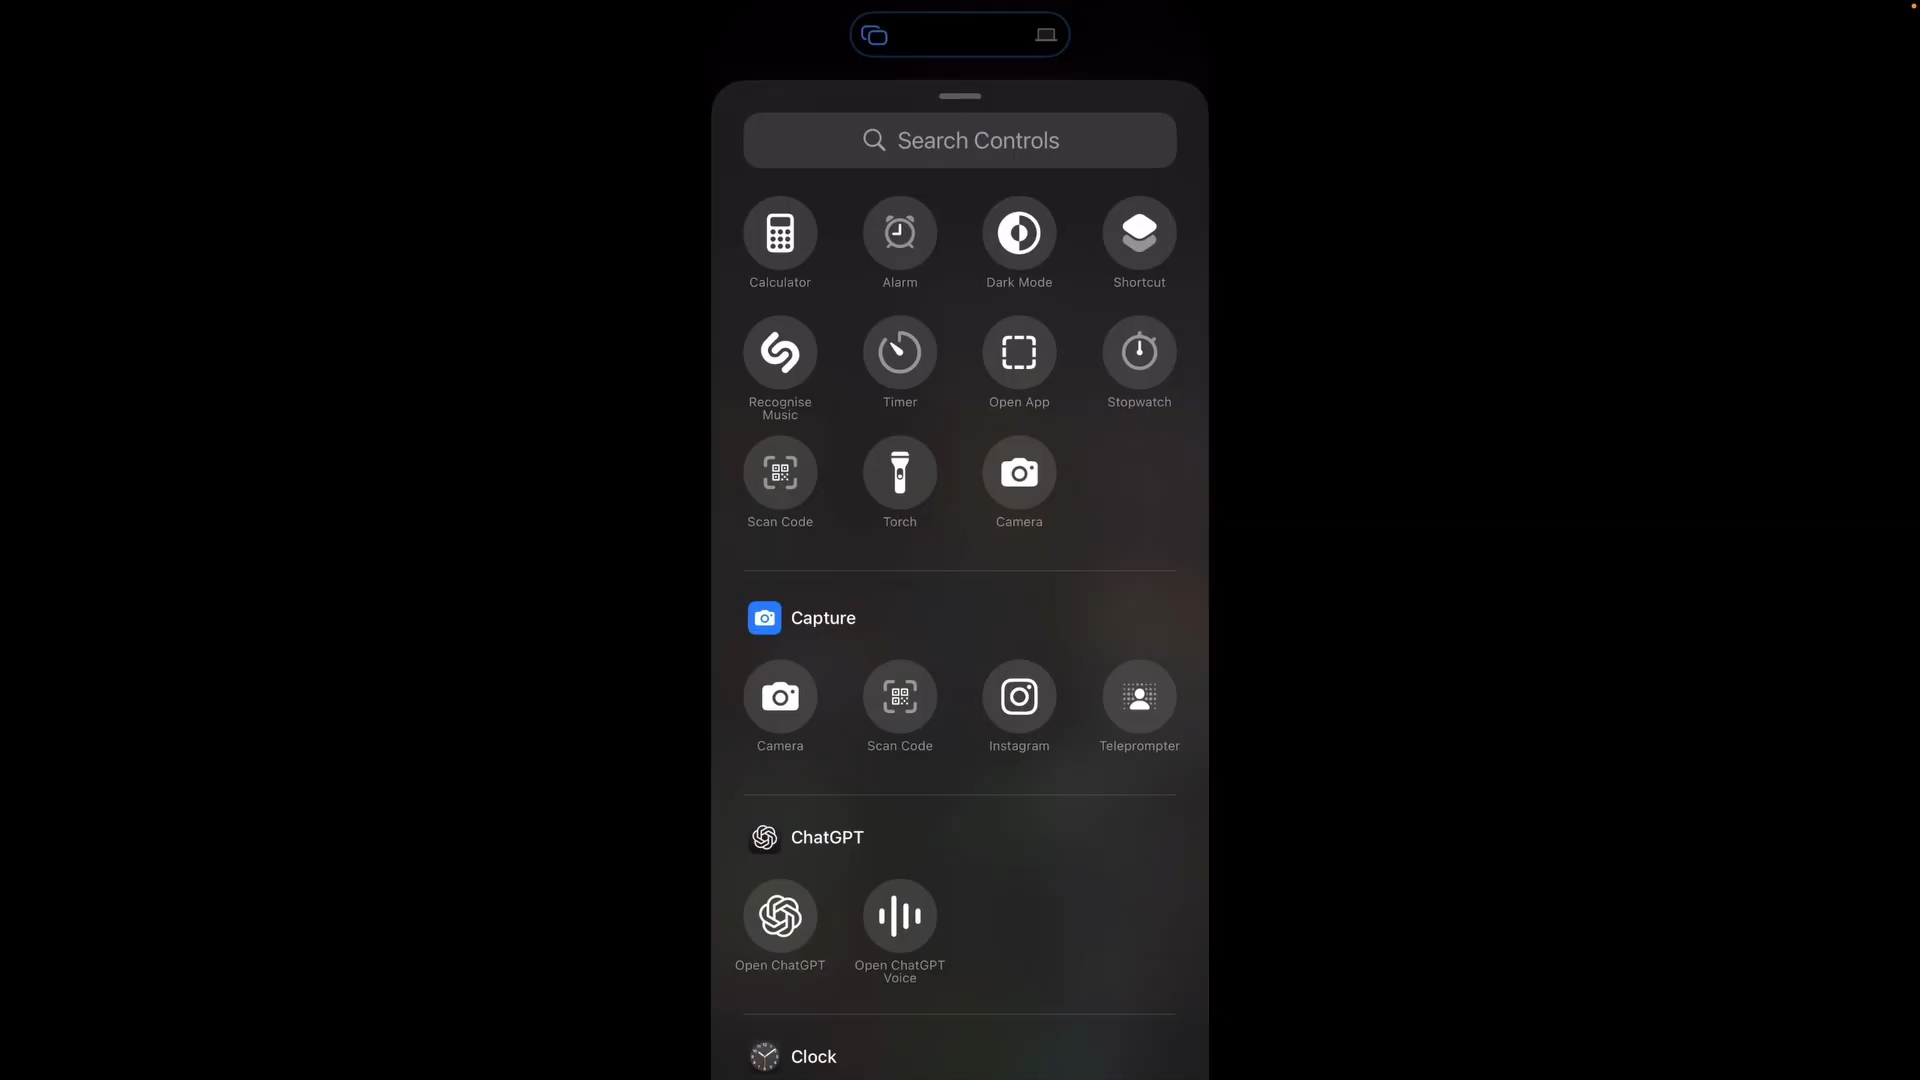 Search Controls
Calculator
Alarm
Dark Mode
Shortcut
Recognise
Music
Timer
Open App
Stopwatch
Scan Code
Torch
Camera
Capture
Camera
Scan Code
Instagram
Teleprompter
ChatGPT
Open ChatGPT
Open ChatGPT
Voice
Clock